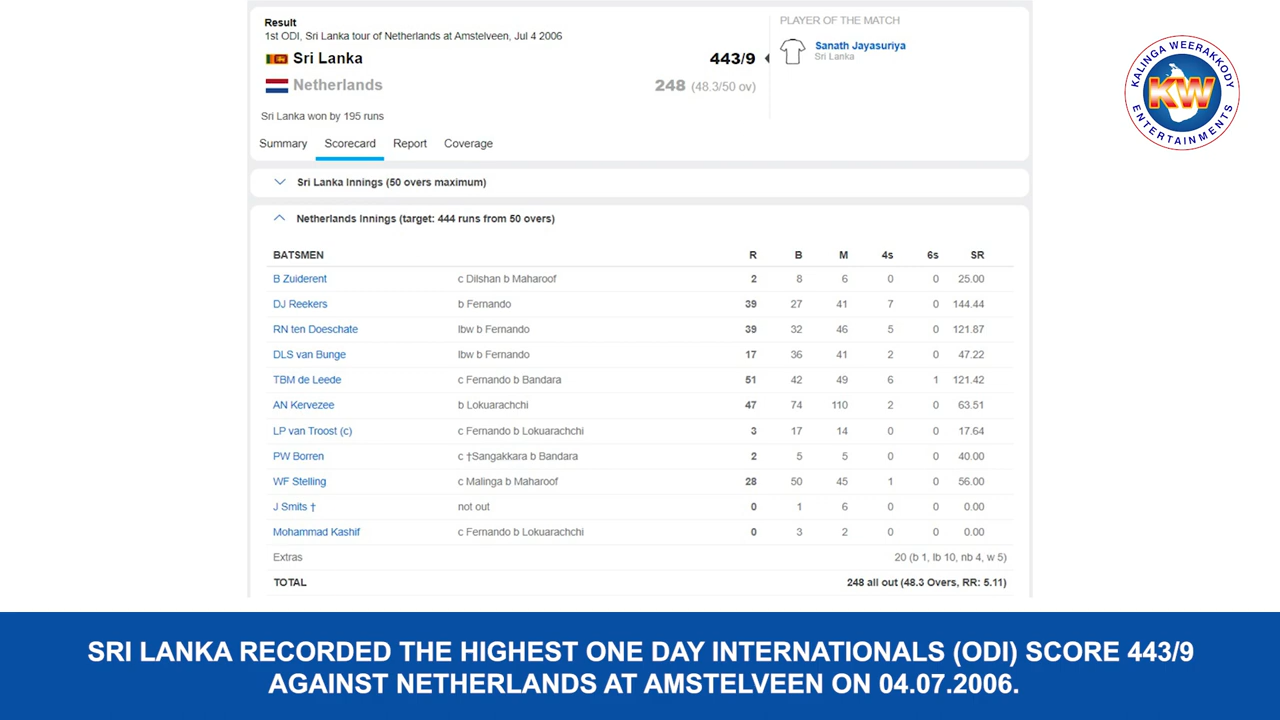 Result
1st ODI, Sri Lanka tour of Netherlands at Amstelveen, Jul 4 2006
Sri Lanka 443/9
Netherlands 248 (48.3/50 ov)
Sri Lanka won by 195 runs
PLAYER OF THE MATCH
Sanath Jayasuriya
Sri Lanka
KALINGA WEERAKKODY
KW
ENTERTAINMENTS
Summary Scorecard Report Coverage
Sri Lanka Innings (50 overs maximum)
Netherlands Innings (target: 444 runs from 50 overs)
BATSMEN R B M 4s 6s SR
B Zuiderent c Dilshan b Maharoof 2 8 6 0 0 25.00
DJ Reekers b Fernando 39 27 41 7 0 144.44
RN ten Doeschate lbw b Fernando 39 32 46 5 0 121.87
DLS van Bunge lbw b Fernando 17 36 41 2 0 47.22
TBM de Leede c Fernando b Bandara 51 42 49 6 1 121.42
AN Kervezee b Lokuarachchi 47 74 110 2 0 63.51
LP van Troost (c) c Fernando b Lokuarachchi 3 17 14 0 0 17.64
PW Borren c †Sangakkara b Bandara 2 5 5 0 0 40.00
WF Stelling c Malinga b Maharoof 28 50 45 1 0 56.00
J Smits † not out 0 1 6 0 0 0.00
Mohammad Kashif c Fernando b Lokuarachchi 0 3 2 0 0 0.00
Extras 20 (b 1, lb 10, nb 4, w 5)
TOTAL 248 all out (48.3 Overs, RR: 5.11)
SRI LANKA RECORDED THE HIGHEST ONE DAY INTERNATIONALS (ODI) SCORE 443/9
AGAINST NETHERLANDS AT AMSTELVEEN ON 04.07.2006.